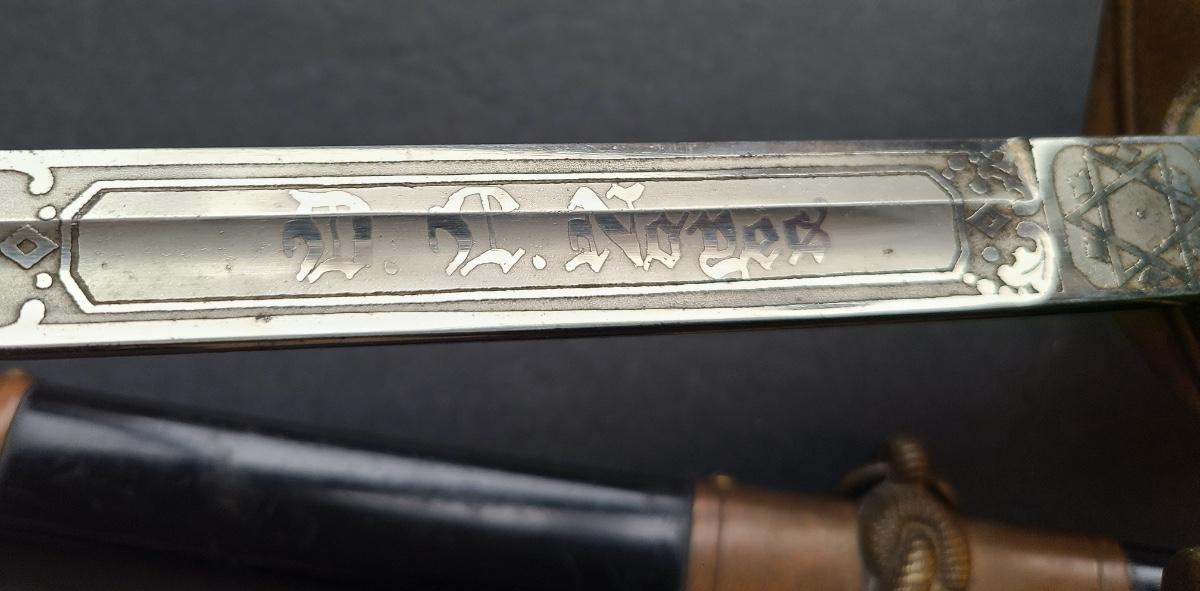 D. L. Noyes